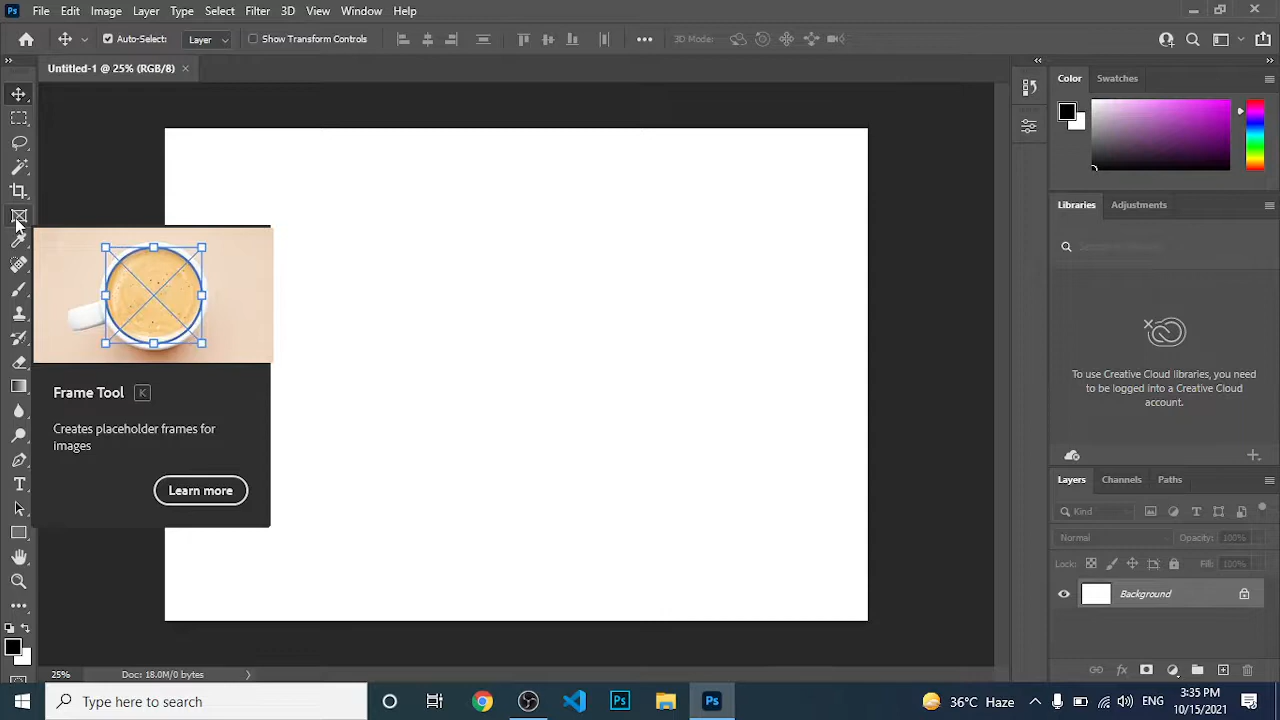 Ps File Edit Image Layer Type Select Filter 3D View Window Help
Auto-Select: Layer Show Transform Controls 3D Mode:
Untitled-1 @ 25% (RGB/8)
Color Swatches
Libraries Adjustments
To use Creative Cloud libraries, you
need to be logged into a Creative Cloud
account.
Frame Tool K
Creates placeholder frames for
images
Learn more
Layers Channels Paths
Kind
Normal Opacity: 100%
Lock: Fill: 100%
Background
25% Doc: 18.0M/0 bytes
Type here to search
Ps
Ps
36°C Haze
ENG
3:35 PM
10/15/2021